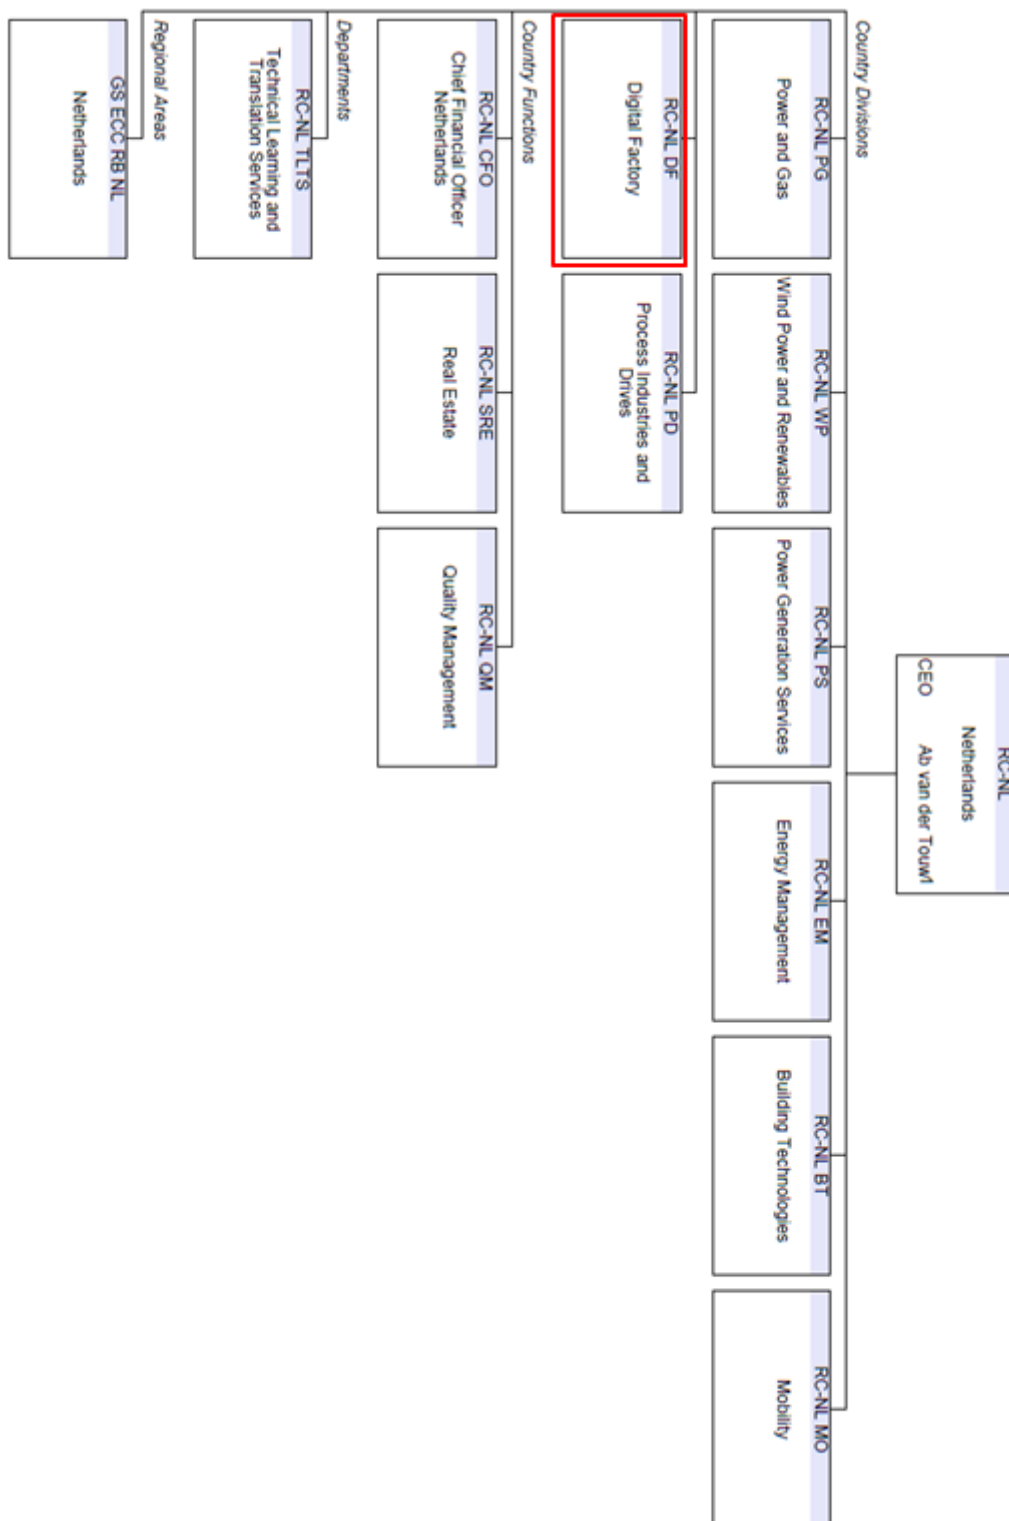 RC-NL
Netherlands
CEO Ab van der Touw1
Country Divisions
RC-NL PG
Power and Gas
RC-NL WP
Wind Power and Renewables
RC-NL PS
Power Generation Services
RC-NL EM
Energy Management
RC-NL BT
Building Technologies
RC-NL MO
Mobility
RC-NL DF
Digital Factory
RC-NL PD
Process Industries and
Drives
Country Functions
RC-NL CFO
Chief Financial Officer
Netherlands
RC-NL SRE
Real Estate
RC-NL QM
Quality Management
Departments
RC-NL TLTS
Technical Learning and
Translation Services
Regional Areas
GS ECC RB NL
Netherlands